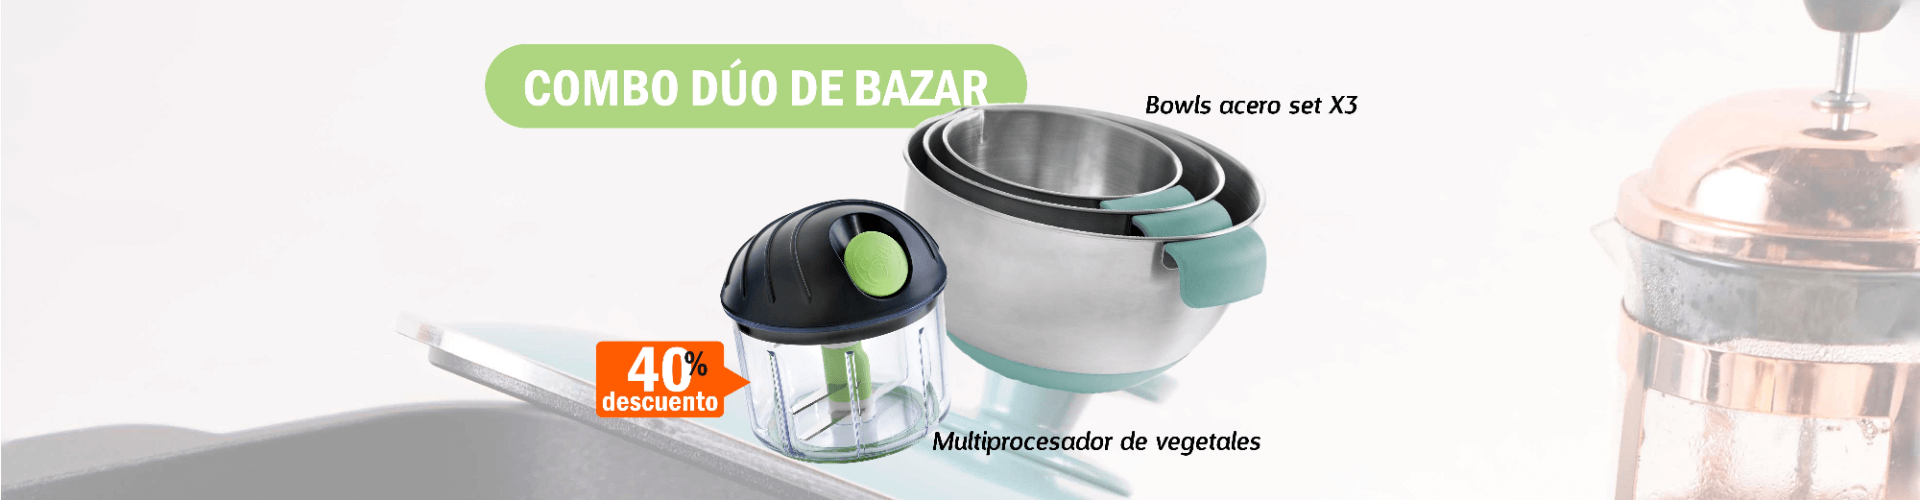 COMBO DÚO DE BAZAR
Bowls acero set X3
40%
descuento
Multiprocesador de vegetales